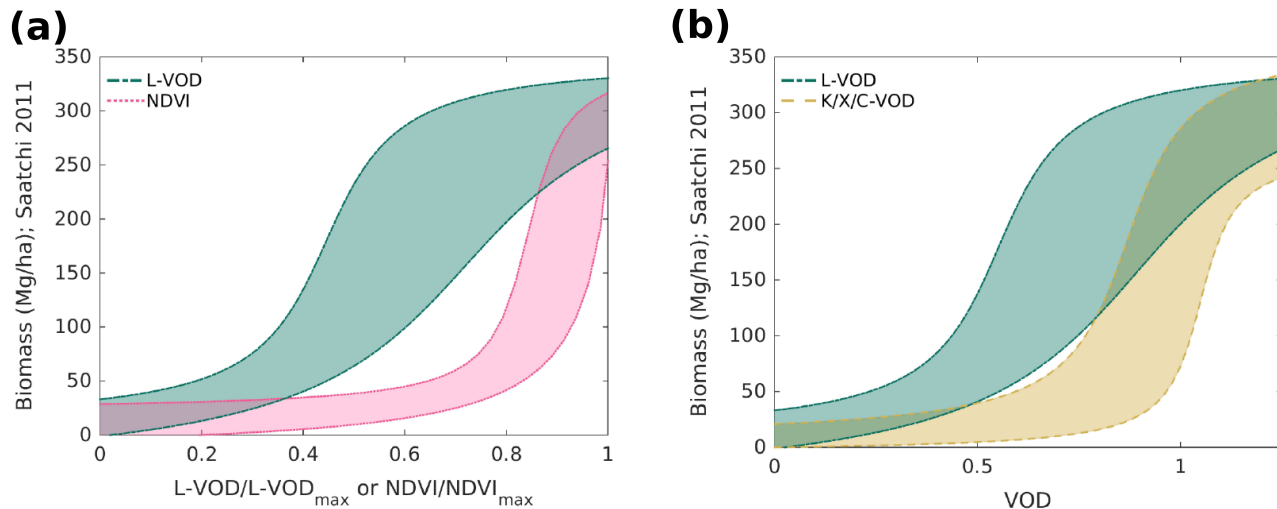 (a)
350
300
250
200
150
100
50
0
Biomass (Mg/ha); Saatchi 2011
L-VOD
NDVI
0 0.2 0.4 0.6 0.8 1
L-VOD/L-VODmax or NDVI/NDVImax
(b)
350
300
250
200
150
100
50
0
Biomass (Mg/ha); Saatchi 2011
L-VOD
K/X/C-VOD
0 0.5 1
VOD